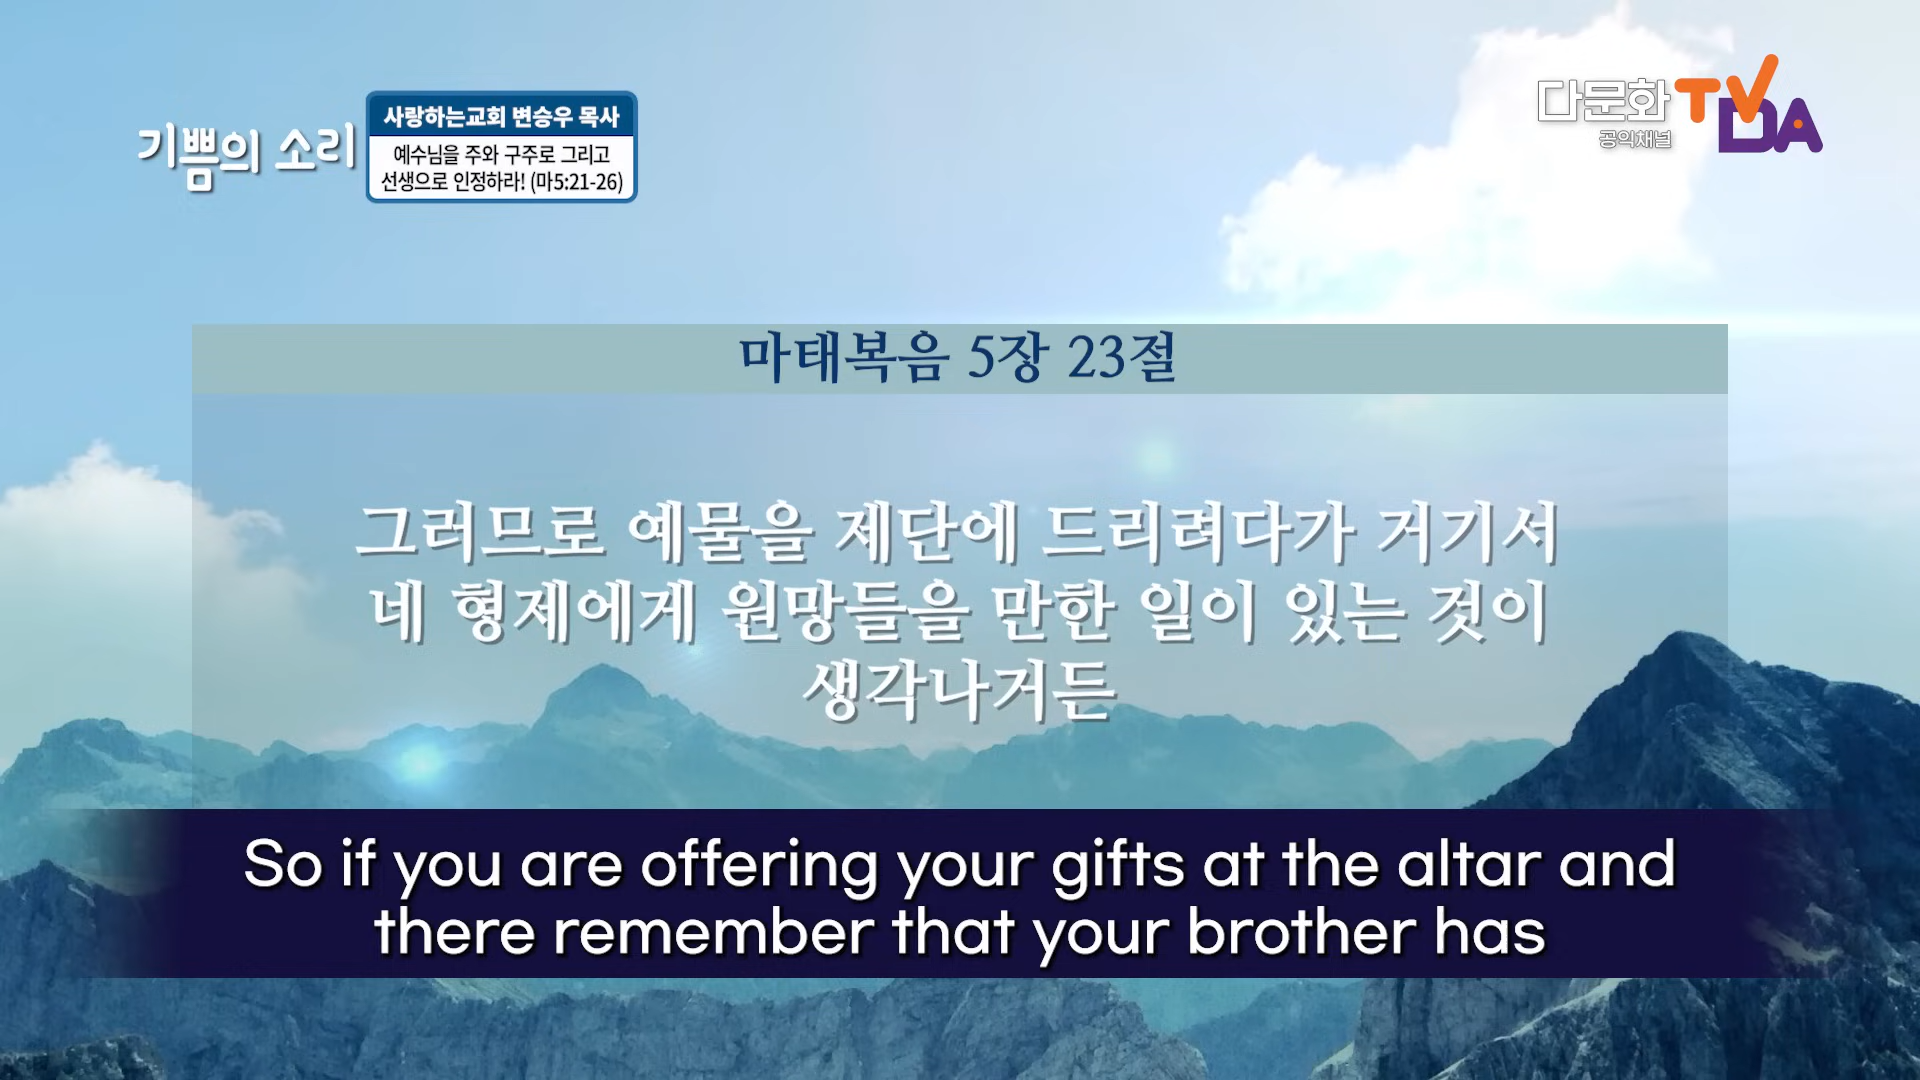 기쁨의 소리
사랑하는교회 변승우 목사
예수님을 주와 구주로 그리고
선생으로 인정하라! (마5:21-26)
다문화 TV
공익채널
DA
마태복음 5장 23절
그러므로 예물을 제단에 드리려다가 거기서
네 형제에게 원망들을 만한 일이 있는 것이
생각나거든
So if you are offering your gifts at the altar and
there remember that your brother has